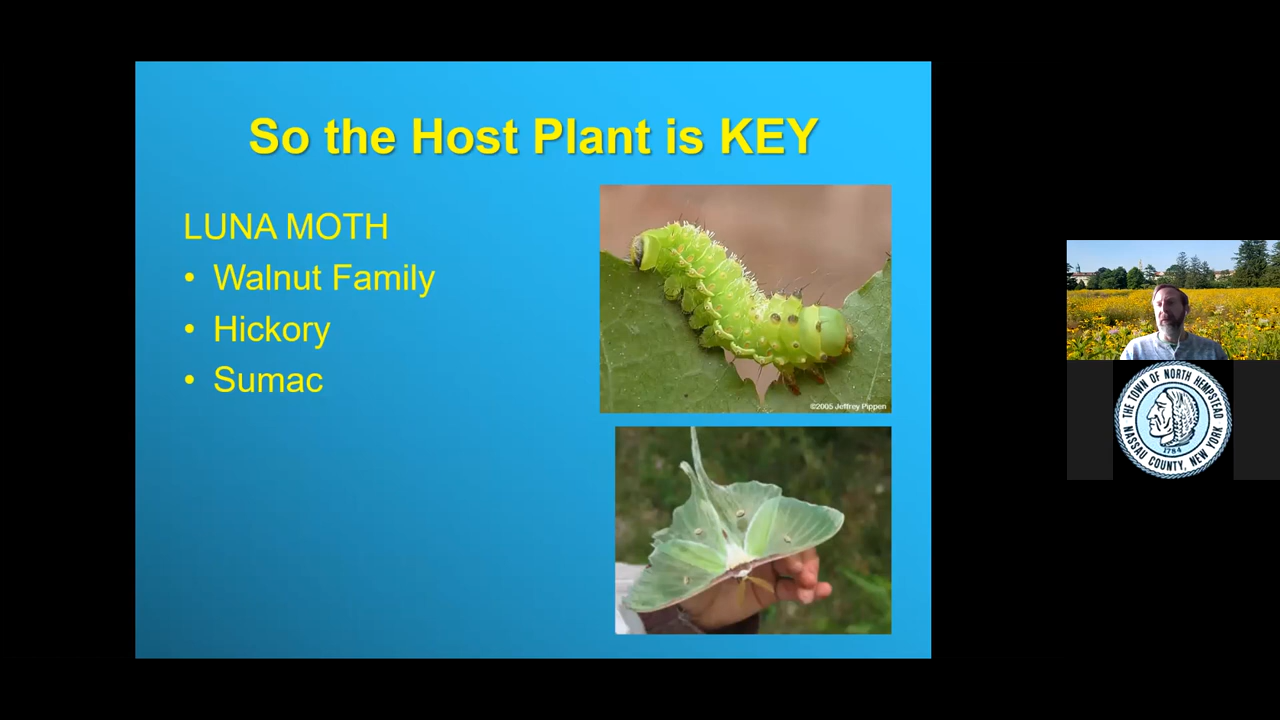 So the Host Plant is KEY
LUNA MOTH
• Walnut Family
• Hickory
• Sumac
©2005 Jeffrey Pippen
THE TOWN OF NORTH HEMPSTEAD
1784
NASSAU COUNTY, NEW YORK